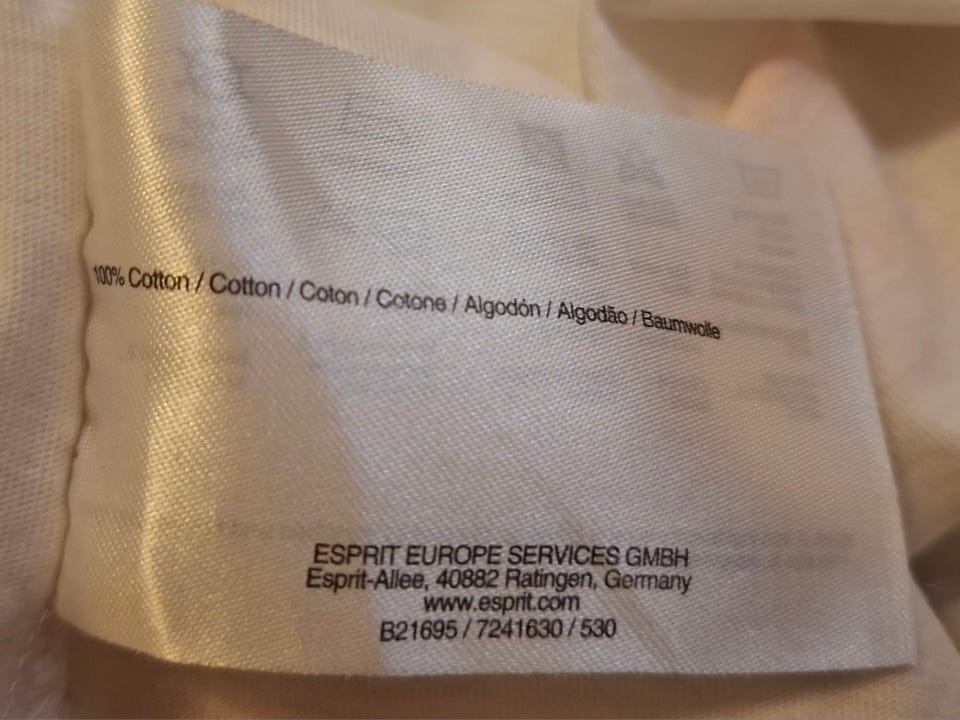 100% Cotton / Cotton / Coton / Cotone / Algodón / Algodão / Baumwolle
ESPRIT EUROPE SERVICES GMBH
Esprit-Allee, 40882 Ratingen, Germany
www.esprit.com
B21695 / 7241630 / 530